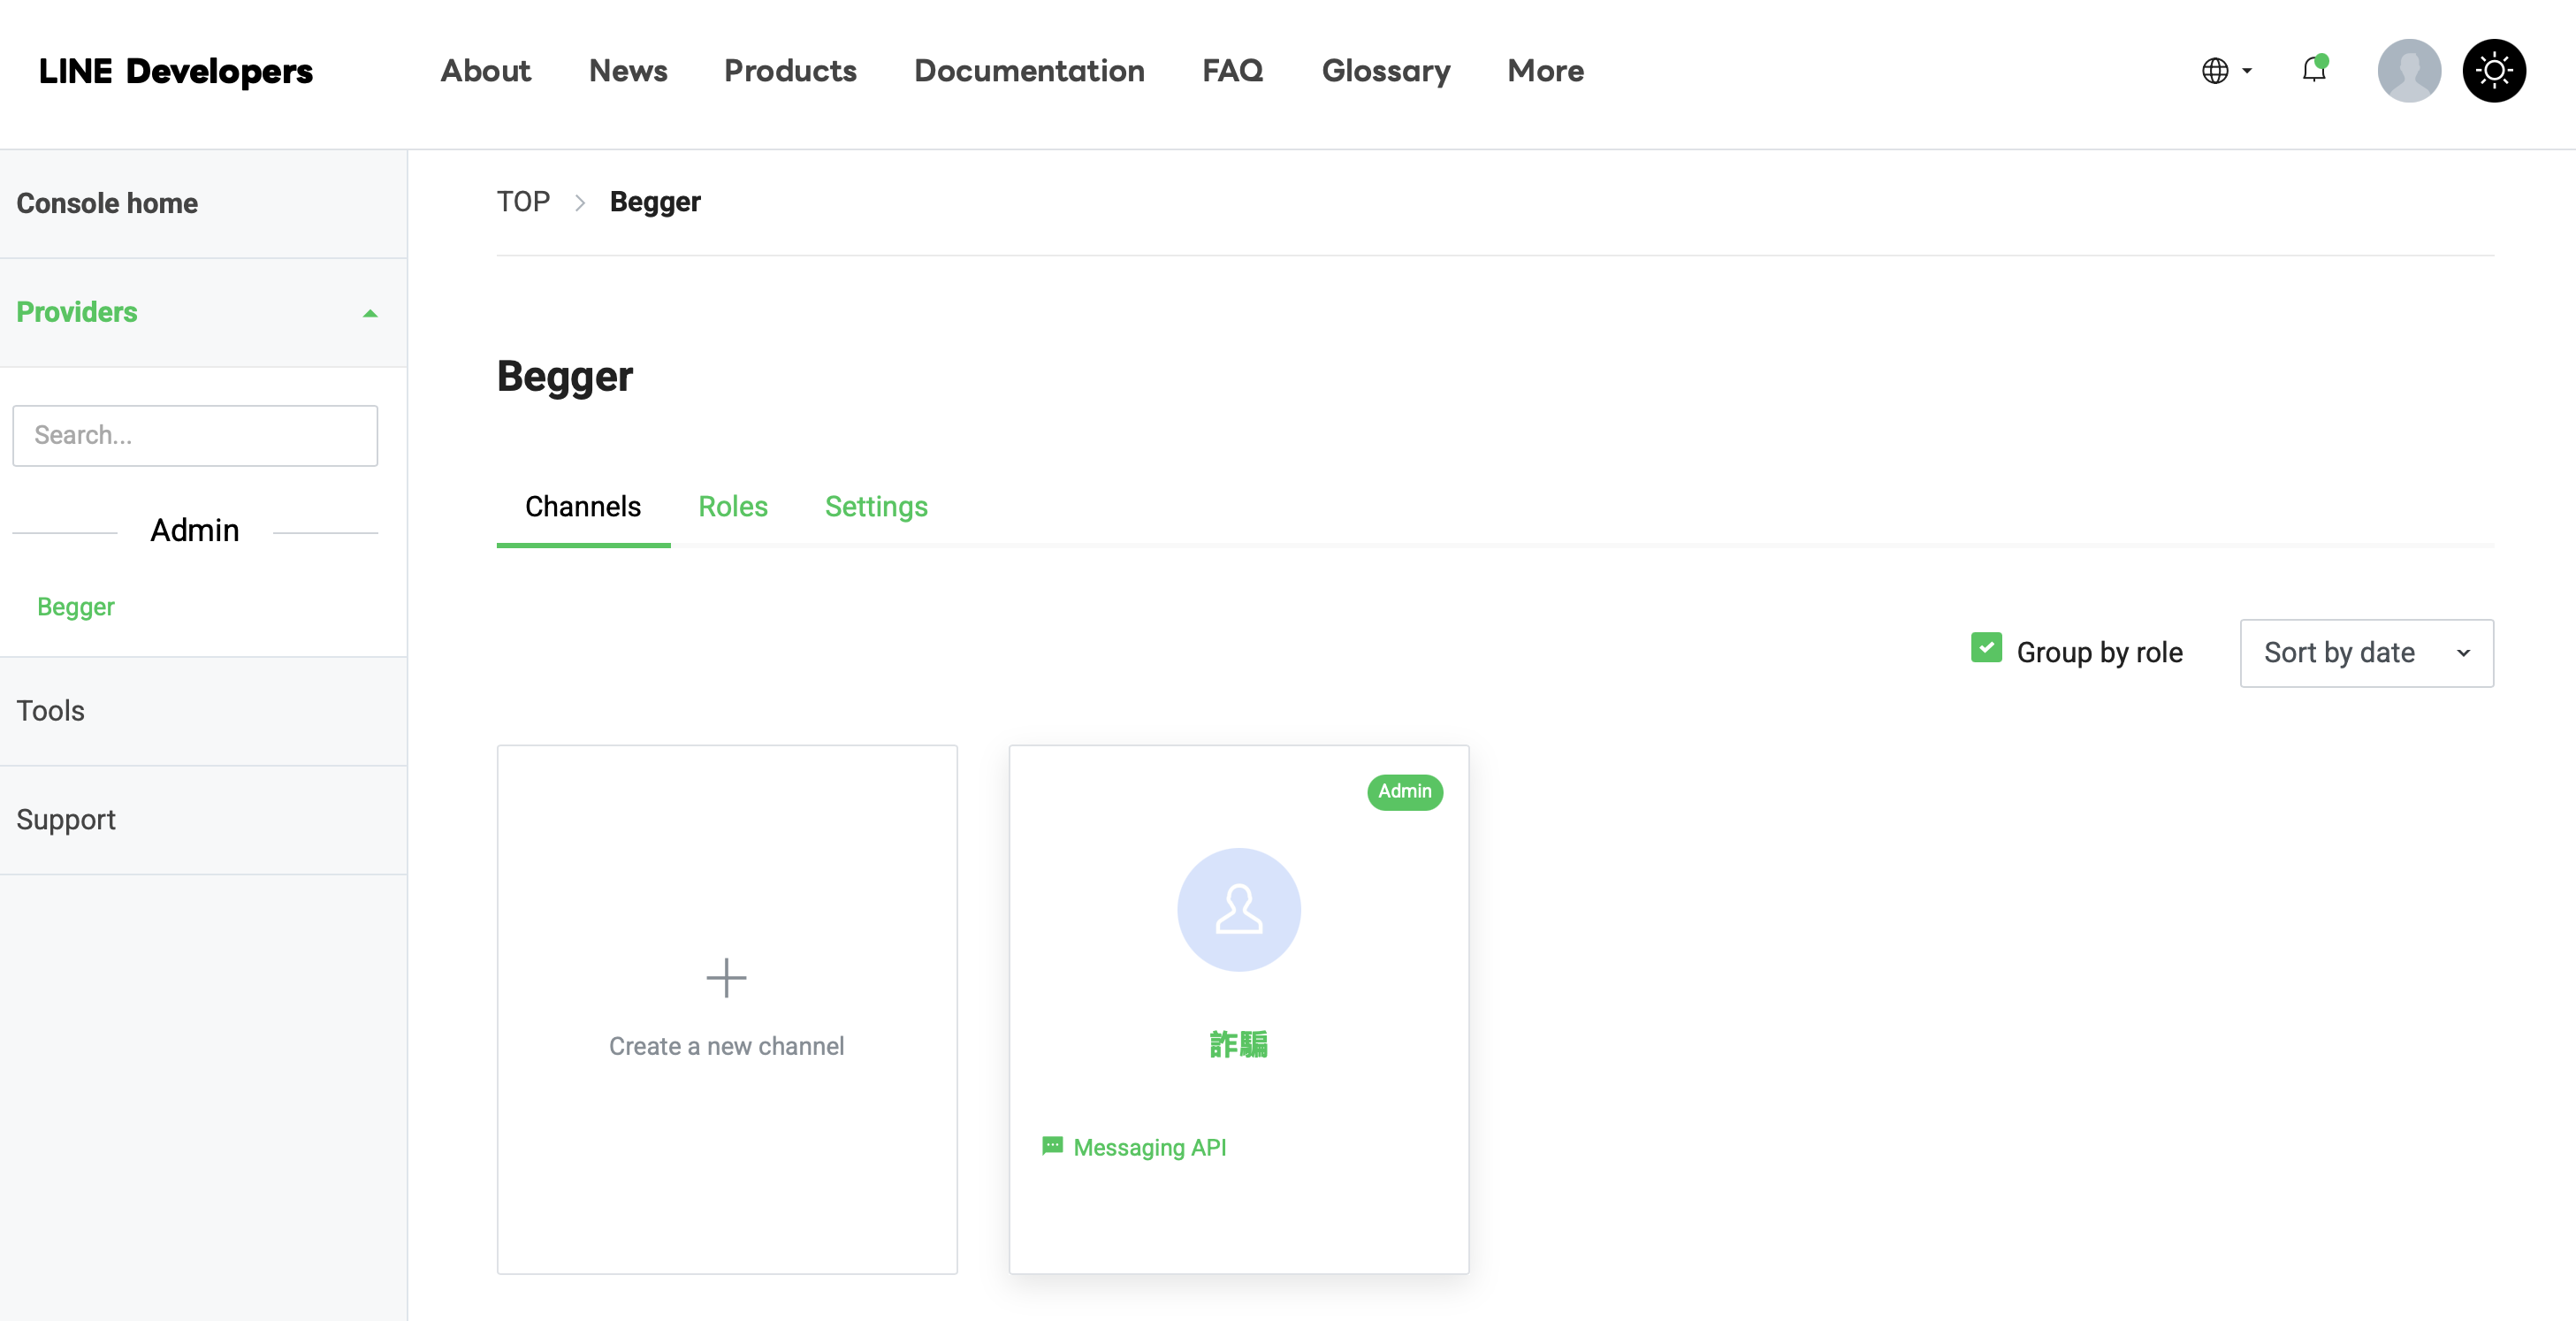 LINE Developers
About News Products Documentation FAQ Glossary More
Console home
Providers
Search...
Admin
Begger
Tools
Support
TOP
Begger
Begger
Channels Roles Settings
Group by role
Sort by date
Create a new channel
Admin
詐騙
Messaging API